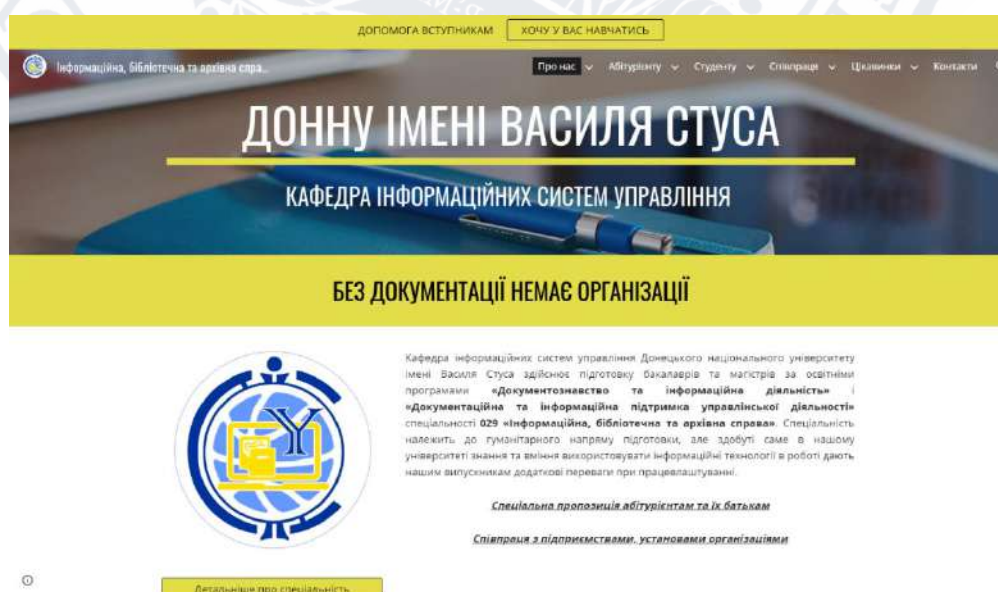 ДОПОМОГА ВСТУПНИКАМ ХОЧУ У ВАС НАВЧАТИСЬ
Інформаційна, бібліотечна та архівна спра...
Про нас Абітурієнту Студенту Співпраця Цікавинки Контакти
ДОННУ ІМЕНІ ВАСИЛЯ СТУСА
КАФЕДРА ІНФОРМАЦІЙНИХ СИСТЕМ УПРАВЛІННЯ
БЕЗ ДОКУМЕНТАЦІЇ НЕМАЄ ОРГАНІЗАЦІЇ
Кафедра інформаційних систем управління Донецького національного університету
імені Василя Стуса здійснює підготовку бакалаврів та магістрів за освітніми
програмами «Документознавство та інформаційна діяльність» і
«Документаційна та інформаційна підтримка управлінської діяльності»
спеціальності 029 «Інформаційна, бібліотечна та архівна справа». Спеціальність
належить до гуманітарного напряму підготовки, але здобуті саме в нашому
університеті знання та вміння використовувати інформаційні технології в роботі дають
нашим випускникам додаткові переваги при працевлаштуванні.
Спеціальна пропозиція абітурієнтам та їх батькам
Співпраця з підприємствами, установами організаціями
Детальніше про спеціальність